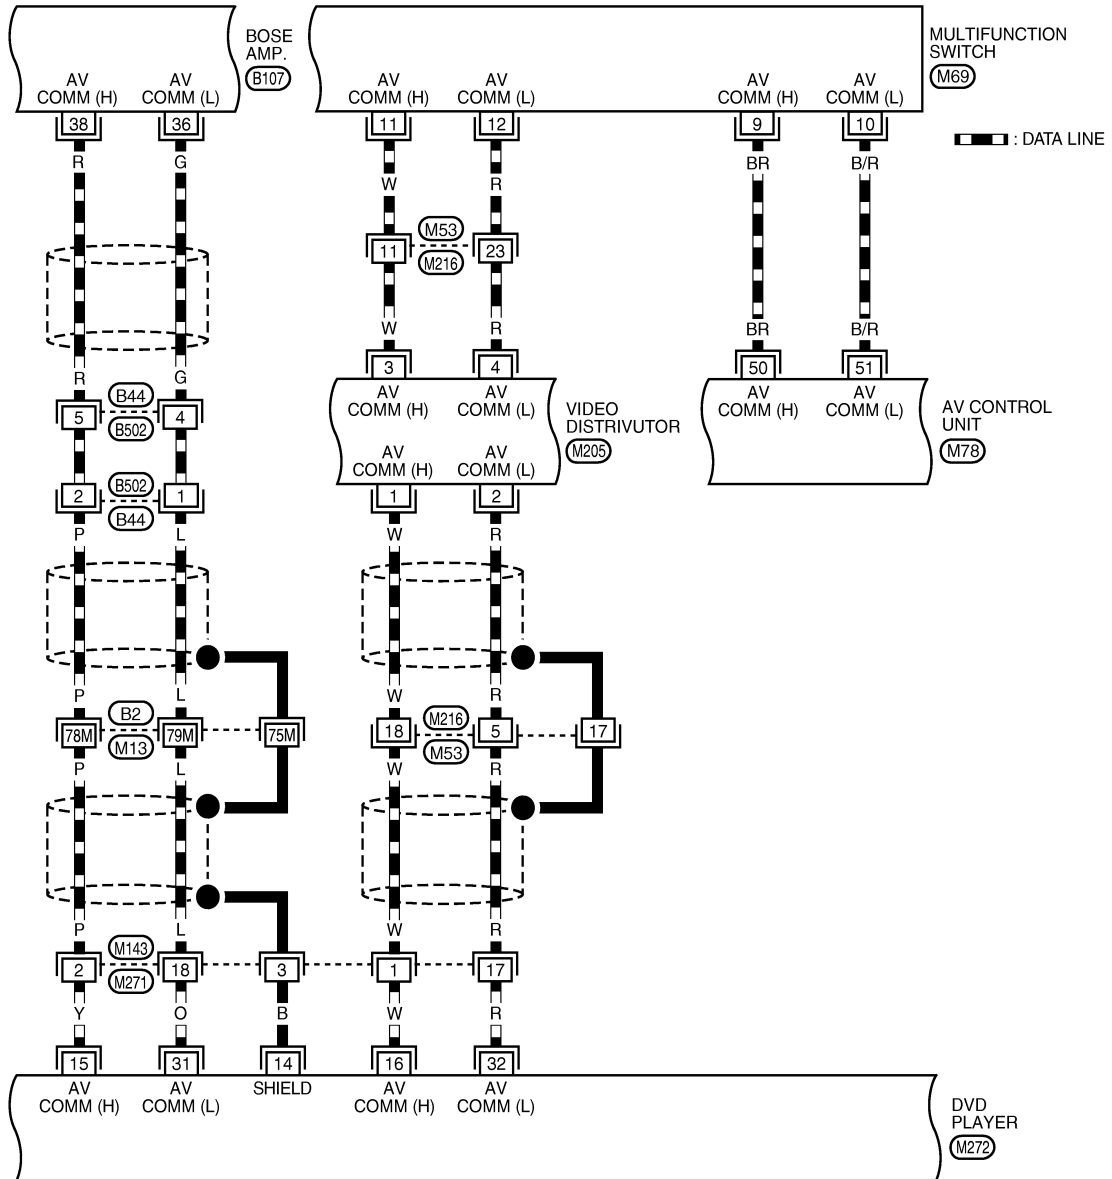 BOSE
AMP.
B107
MULTIFUNCTION
SWITCH
M69
AV
COMM (H)
AV
COMM (L)
AV
COMM (H)
AV
COMM (L)
AV
COMM (H)
AV
COMM (L)
38
36
11
12
9
10
: DATA LINE
R
G
W
R
BR
B/R
M53
11
23
M216
W
R
BR
B/R
3
4
50
51
R
G
B44
5
4
B502
AV
COMM (H)
AV
COMM (L)
VIDEO
DISTRIVUTOR
M205
AV
COMM (H)
AV
COMM (L)
AV
COMM (H)
AV
COMM (L)
AV CONTROL
UNIT
M78
B502
2
1
B44
1
2
P
L
W
R
P
L
W
R
B2
78M
79M
75M
M13
M216
18
5
17
M53
P
L
W
R
P
L
W
R
M143
2
18
3
1
17
M271
Y
O
B
W
R
15
31
14
16
32
AV
COMM (H)
AV
COMM (L)
SHIELD
AV
COMM (H)
AV
COMM (L)
DVD
PLAYER
M272